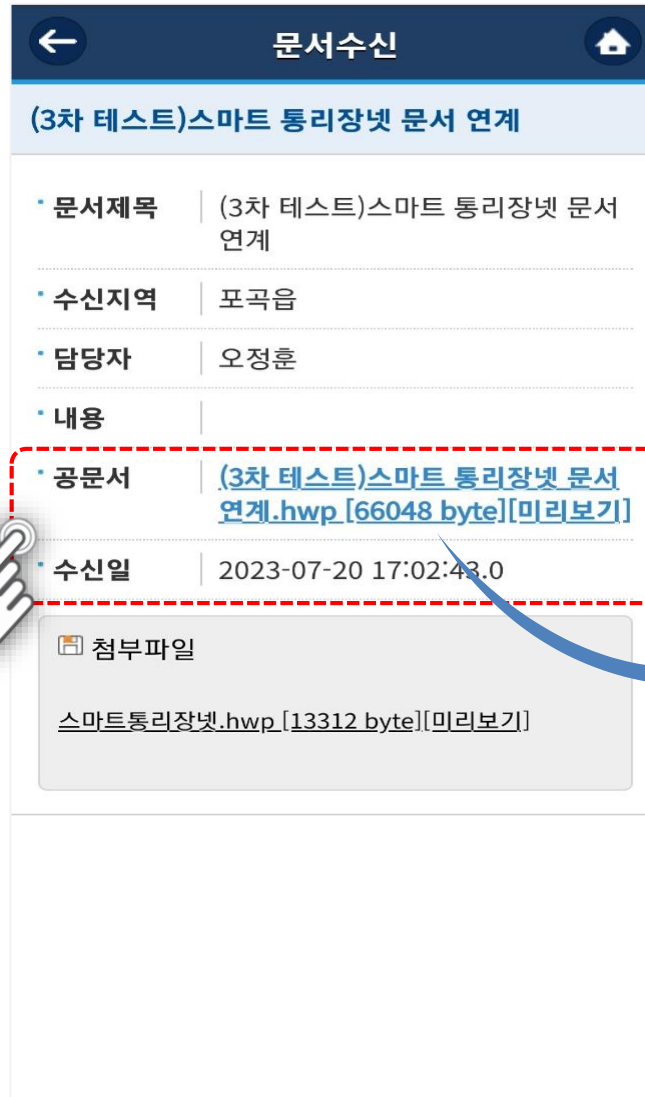 문서수신
(3차 테스트)스마트 통리장넷 문서 연계
문서제목 (3차 테스트)스마트 통리장넷 문서
연계
수신지역 포곡읍
담당자 오정훈
내용
공문서 (3차 테스트)스마트 통리장넷 문서
연계.hwp [66048 byte][미리보기]
수신일 2023-07-20 17:02:43.0
첨부파일
스마트통리장넷.hwp [13312 byte][미리보기]